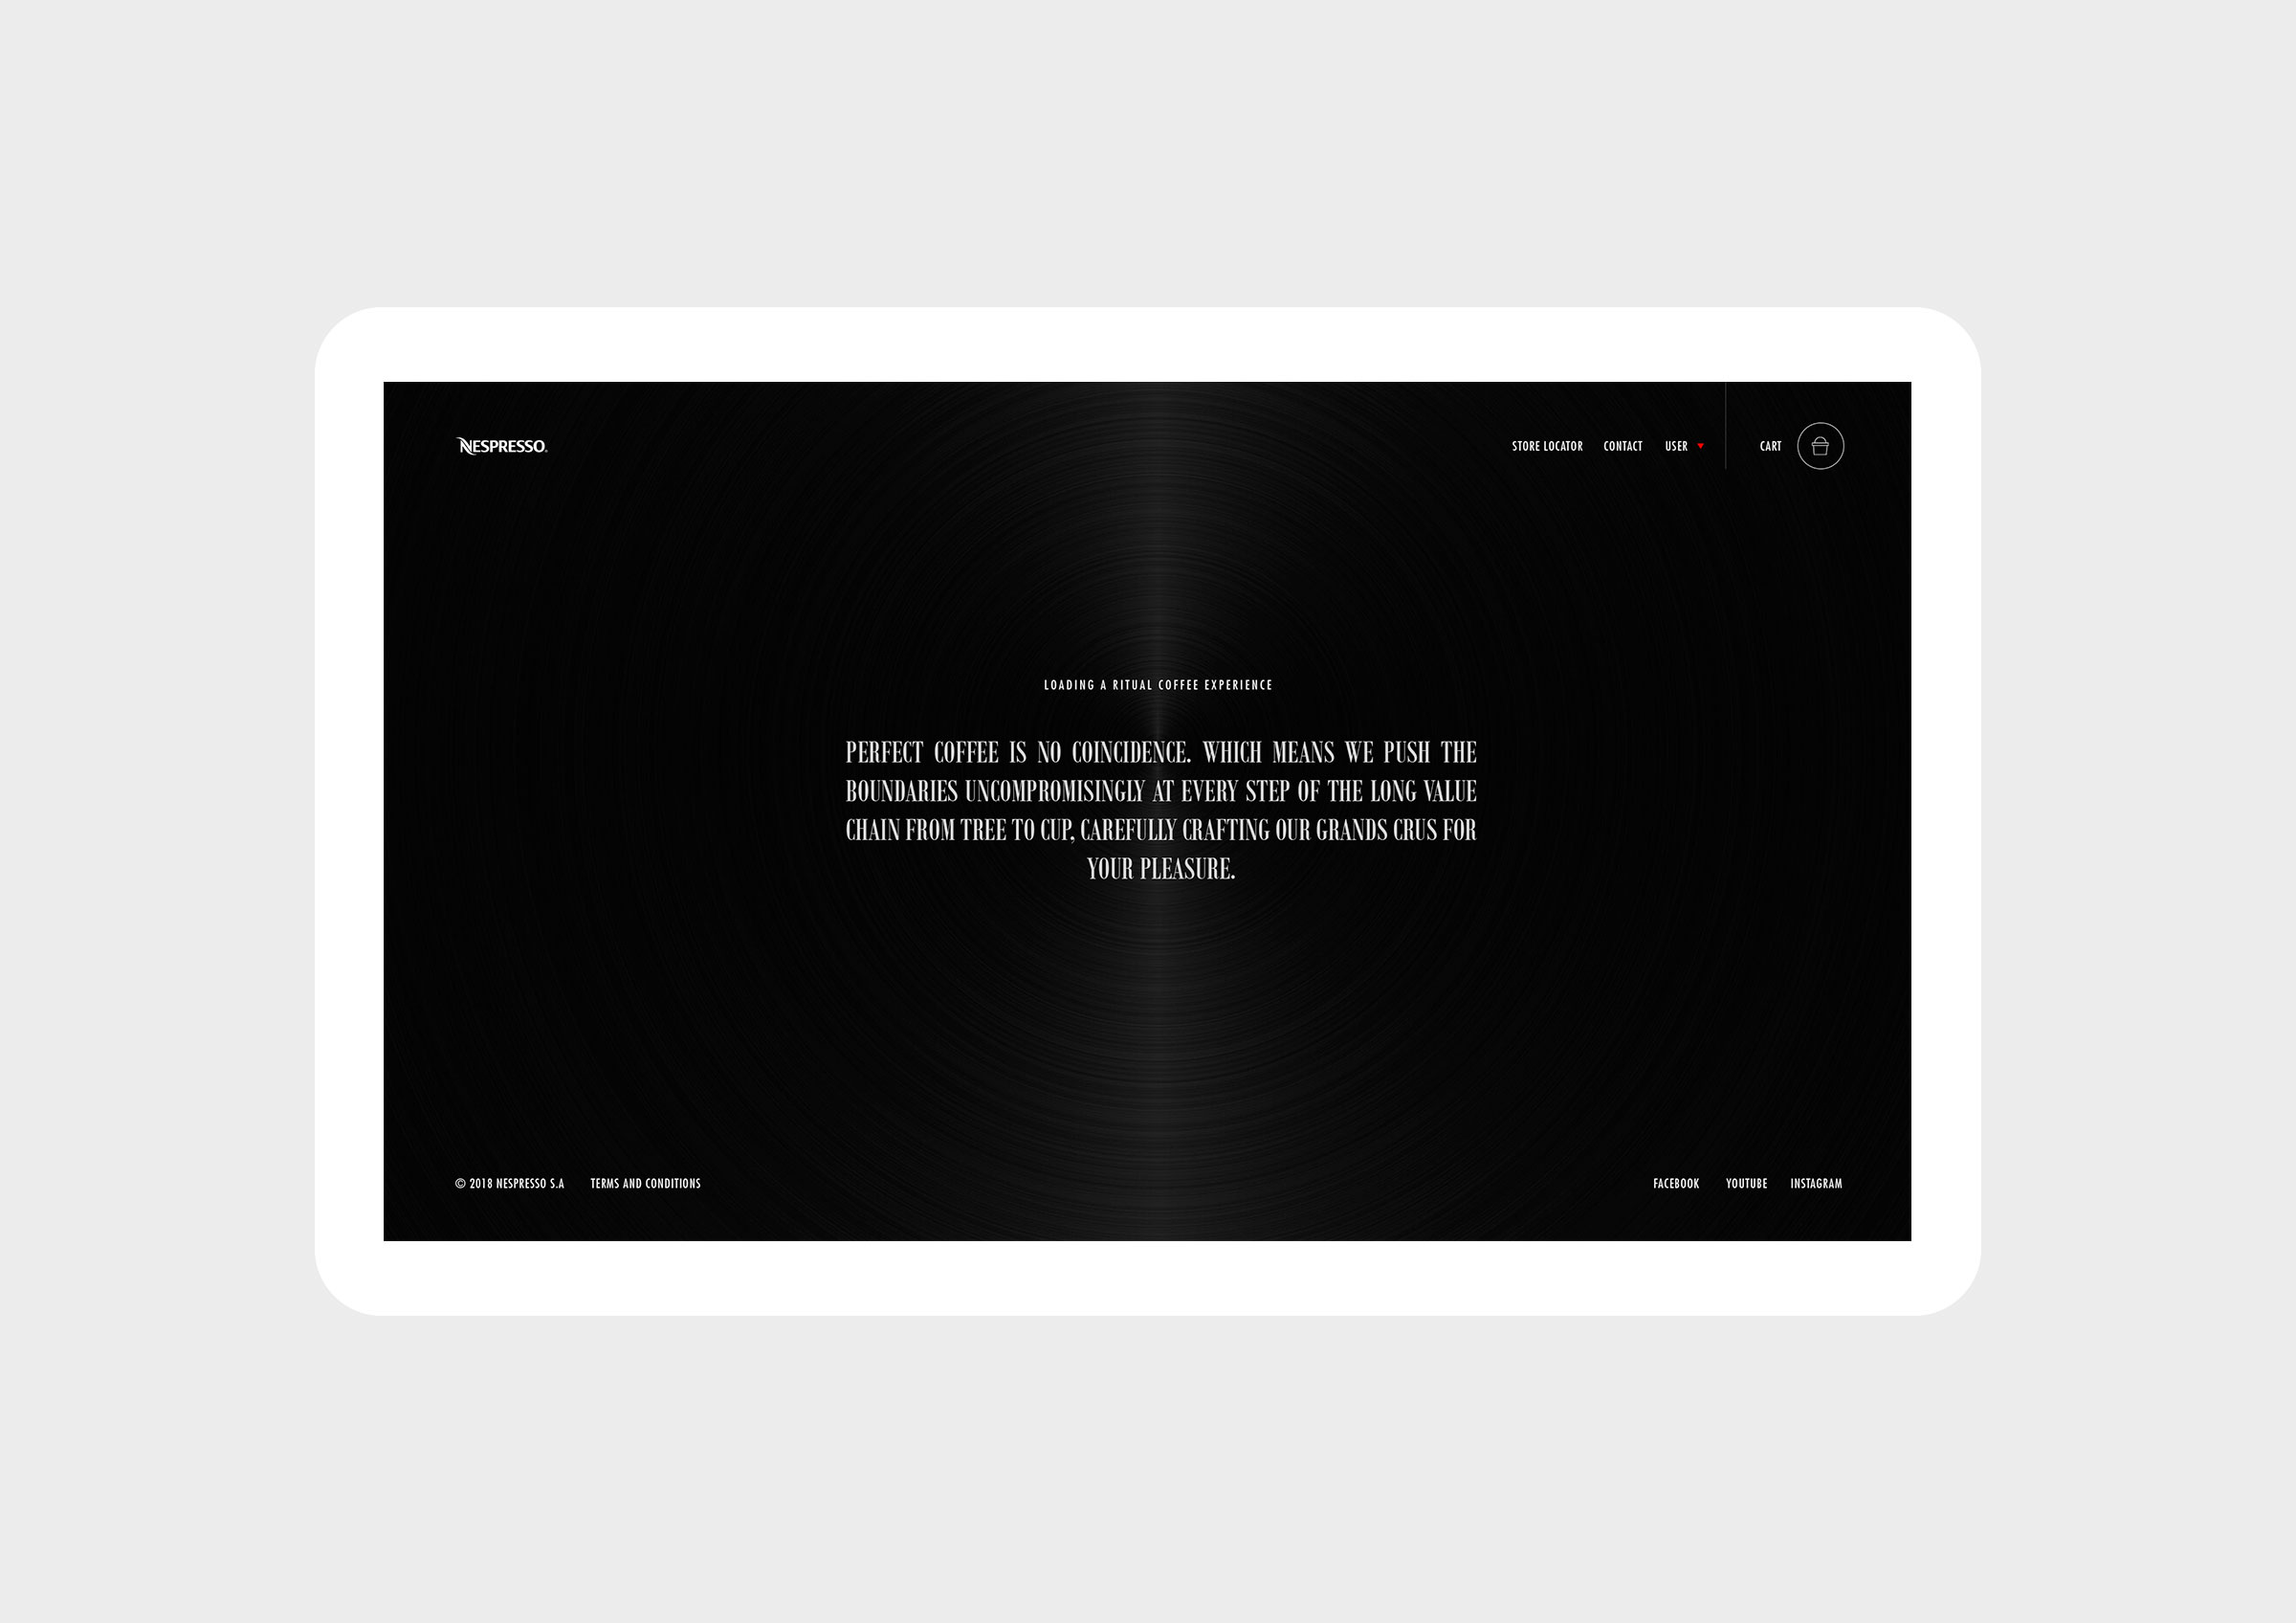 NESPRESSO®
STORE LOCATOR CONTACT USER CART
LOADING A RITUAL COFFEE EXPERIENCE
PERFECT COFFEE IS NO COINCIDENCE. WHICH MEANS WE PUSH THE
BOUNDARIES UNCOMPROMISINGLY AT EVERY STEP OF THE LONG VALUE
CHAIN FROM TREE TO CUP, CAREFULLY CRAFTING OUR GRANDS CRUS FOR
YOUR PLEASURE.
© 2018 NESPRESSO S.A TERMS AND CONDITIONS
FACEBOOK YOUTUBE INSTAGRAM